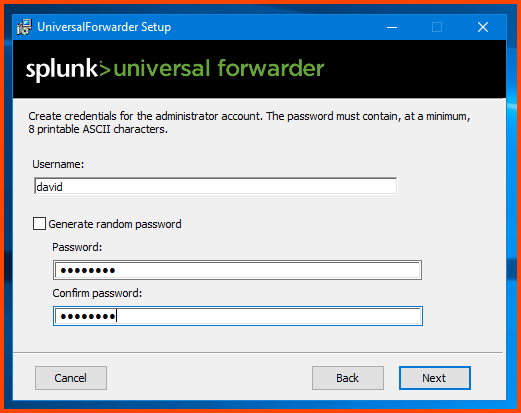 UniversalForwarder Setup
splunk>universal forwarder
Create credentials for the administrator account. The password must contain, at a minimum,
8 printable ASCII characters.
Username:
david
Generate random password
Password:
●●●●●●●●
Confirm password:
●●●●●●●●
Cancel
Back
Next